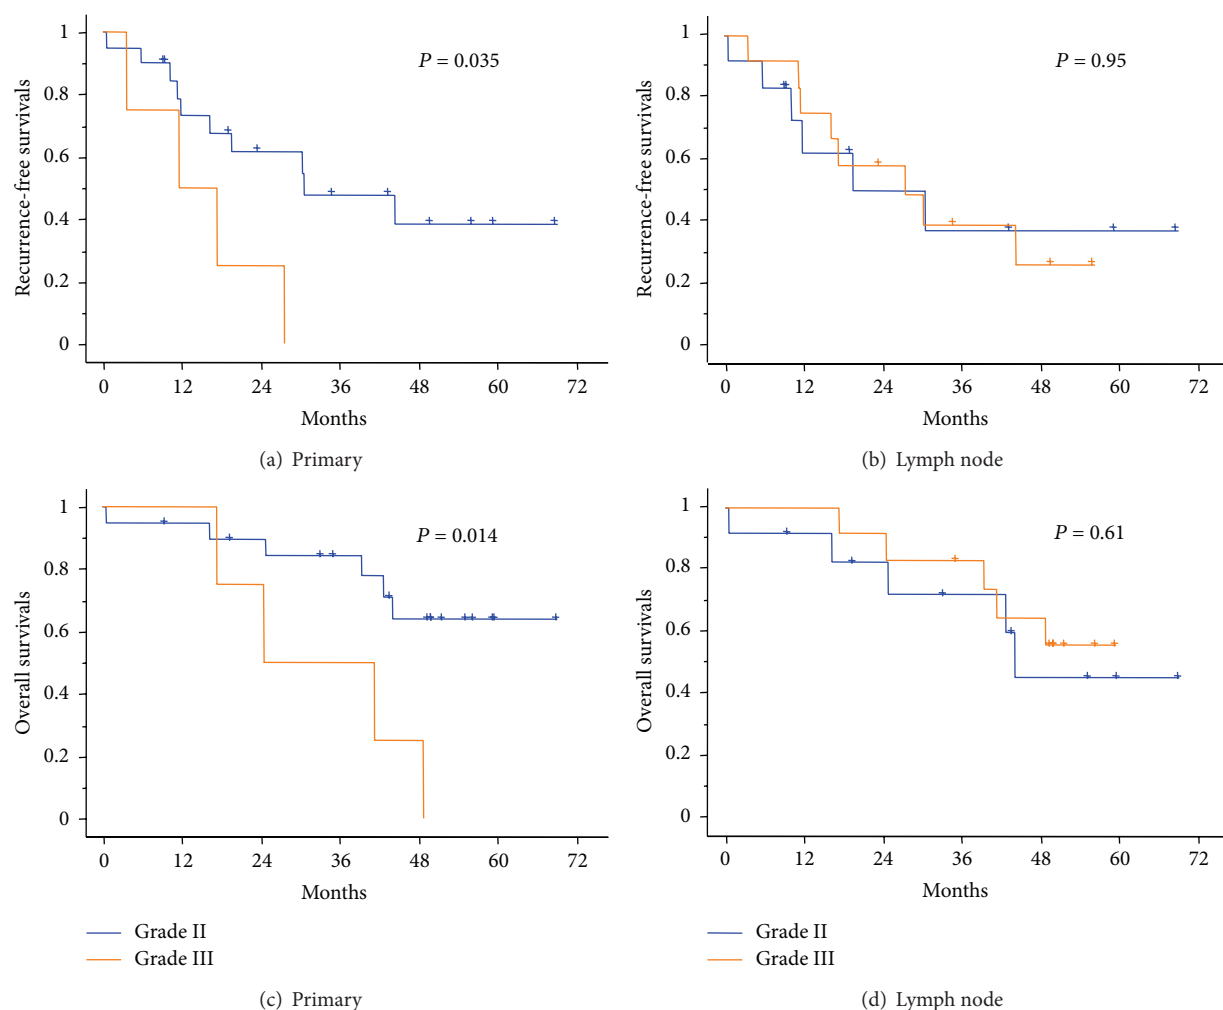 Recurrence-free survivals
1
0.8
0.6
0.4
0.2
0
P = 0.035
0 12 24 36 48 60 72
Months
(a) Primary
Recurrence-free survivals
1
0.8
0.6
0.4
0.2
0
P = 0.95
0 12 24 36 48 60 72
Months
(b) Lymph node
Overall survivals
1
0.8
0.6
0.4
0.2
0
P = 0.014
0 12 24 36 48 60 72
Months
Grade II
Grade III
(c) Primary
Overall survivals
1
0.8
0.6
0.4
0.2
0
P = 0.61
0 12 24 36 48 60 72
Months
Grade II
Grade III
(d) Lymph node